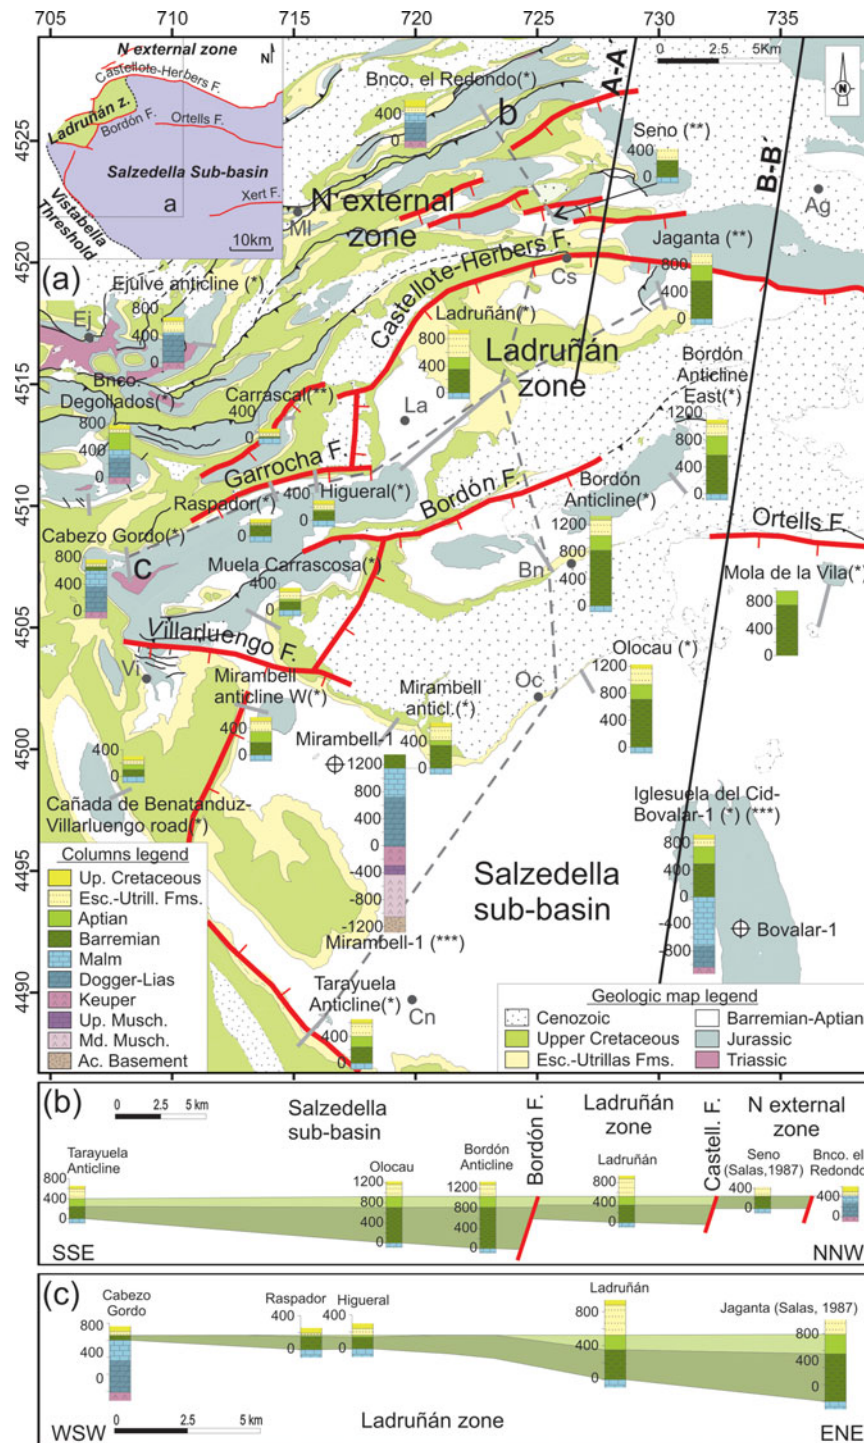 705 710 715 720 725 730 735
N external zone
N
Castellote-Herbers F.
Ladruñán z.
Bordón F.
Ortells F.
Salzedella Sub-basin
Xert F.
Vistabella
Threshold
a
10km
0 2.5 5Km
N
A-A'
B-B´
4525
4520
4515
4510
4505
4500
4495
4490
(a)
Bnco. el Redondo(*)
400
0
b
Seno (**)
400
0
N external
zone
Ml
Ag
Castellote-Herbers F.
Cs
Jaganta (**)
800
400
0
Ejulve anticline (*)
Ej
800
400
0
Ladruñán(*)
800
400
0
Ladruñán
zone
Bnco.
Degollados(*)
800
400
0
Carrascal(**)
400
0
La
Bordón
Anticline
East(*)
1200
800
400
0
Garrocha F.
Raspador(*)
0
Higueral(*)
400
0
Bordón F.
Bordón
Anticline(*)
1200
800
400
0
Ortells F.
Cabezo Gordo(*)
800
400
0
c
Muela Carrascosa(*)
400
0
Bn
Mola de la Vila(*)
800
400
0
Villarluengo F.
Vi
Mirambell
anticline W(*)
400
0
Mirambell
anticl.(*)
400
0
Oc
Olocau (*)
1200
800
400
0
Mirambell-1
1200
800
400
0
-400
-800
-1200
Mirambell-1 (***)
400
0
Cañada de Benatanduz-
Villarluengo road(*)
Iglesuela del Cid-
Bovalar-1 (*) (***)
800
400
0
-400
-800
Bovalar-1
Salzedella
sub-basin
Tarayuela
Anticline(*)
400
0
Cn
Columns legend
Up. Cretaceous
Esc.-Utrill. Fms.
Aptian
Barremian
Malm
Dogger-Lias
Keuper
Up. Musch.
Md. Musch.
Ac. Basement
Geologic map legend
Cenozoic
Upper Cretaceous
Esc.-Utrillas Fms.
Barremian-Aptian
Jurassic
Triassic
(b)
0 2.5 5 km
Salzedella
sub-basin
Bordón F.
Ladruñán
zone
Castell. F.
N external
zone
Tarayuela
Anticline
800
400
0
Olocau
1200
800
400
0
Bordón
Anticline
1200
800
400
0
Ladruñán
800
400
0
Seno
(Salas,1987)
400
0
Bnco. el
Redondo
400
0
SSE
NNW
(c)
Cabezo
Gordo
800
400
0
Raspador
400
0
Higueral
400
0
Ladruñán
800
400
0
Jaganta (Salas, 1987)
800
400
0
WSW
0 2.5 5 km
Ladruñán zone
ENE